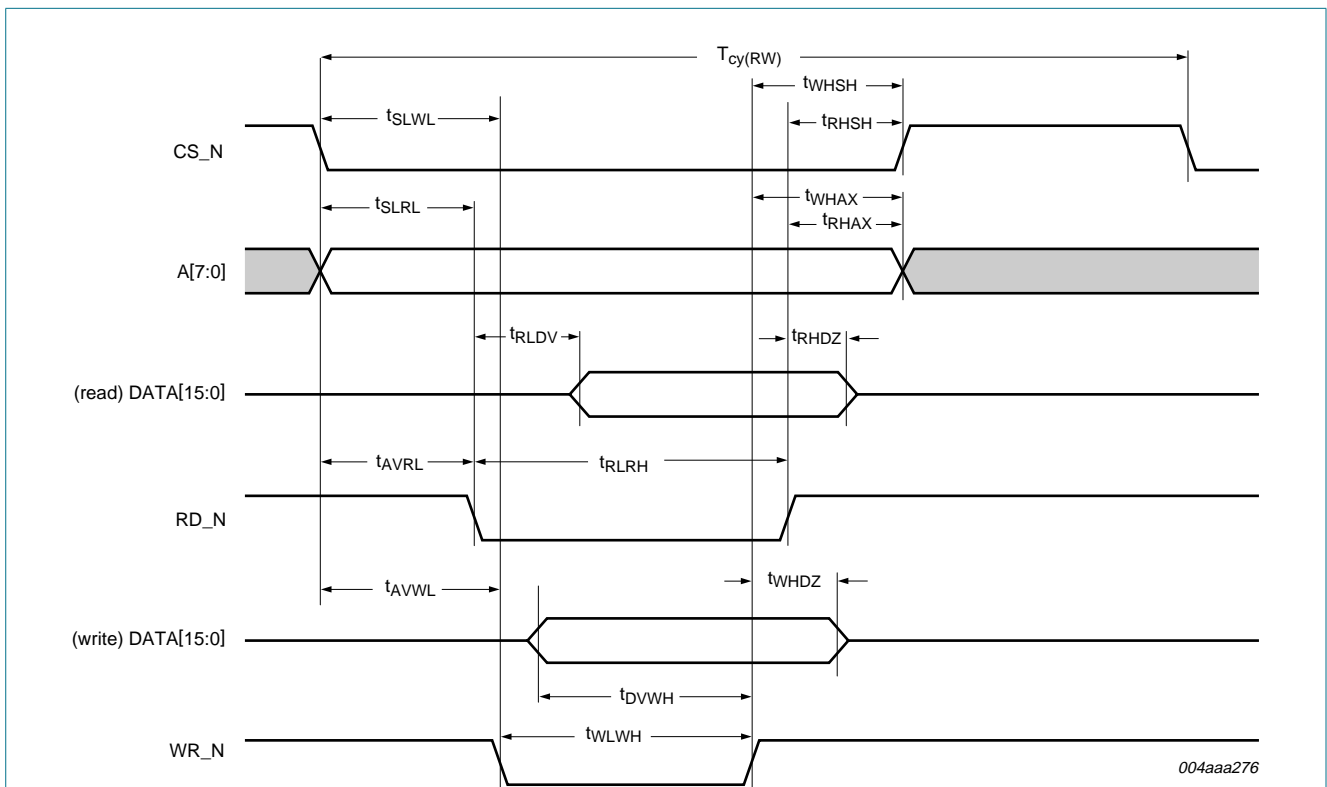 Tcy(RW)
tWHSH
tSLWL
tRHSH
CS_N
tWHAX
tSLRL
tRHAX
A[7:0]
tRLDV
tRHDZ
(read) DATA[15:0]
tAVRL
tRLRH
RD_N
tWHDZ
tAVWL
(write) DATA[15:0]
tDVWH
tWLWH
WR_N
004aaa276